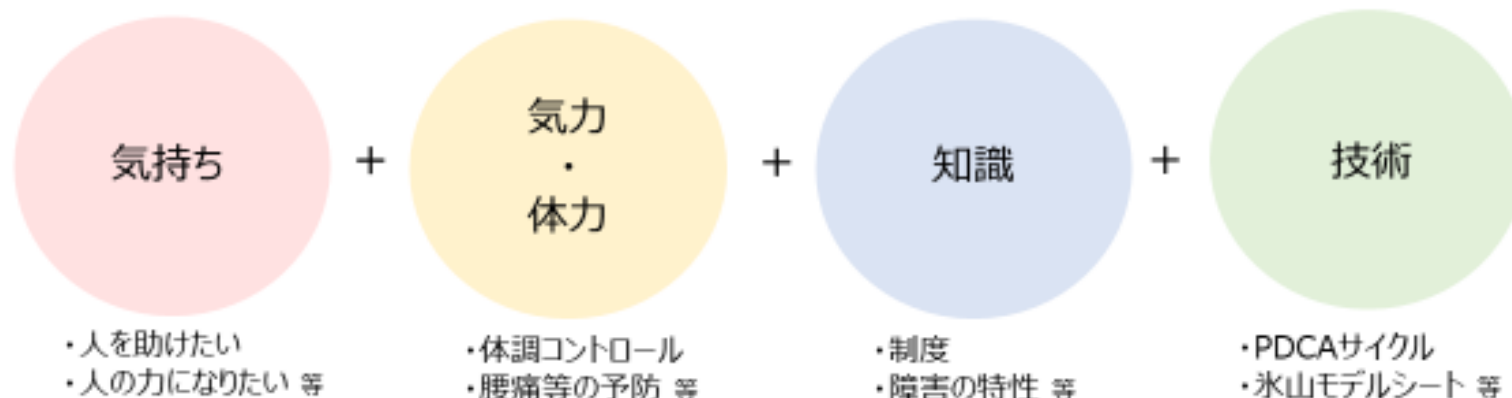 気持ち
+
気力
・
体力
+
知識
+
技術
・人を助けたい
・人の力になりたい 等
・体調コントロール
・腰痛等の予防 等
・制度
・障害の特性 等
・PDCAサイクル
・氷山モデルシート 等